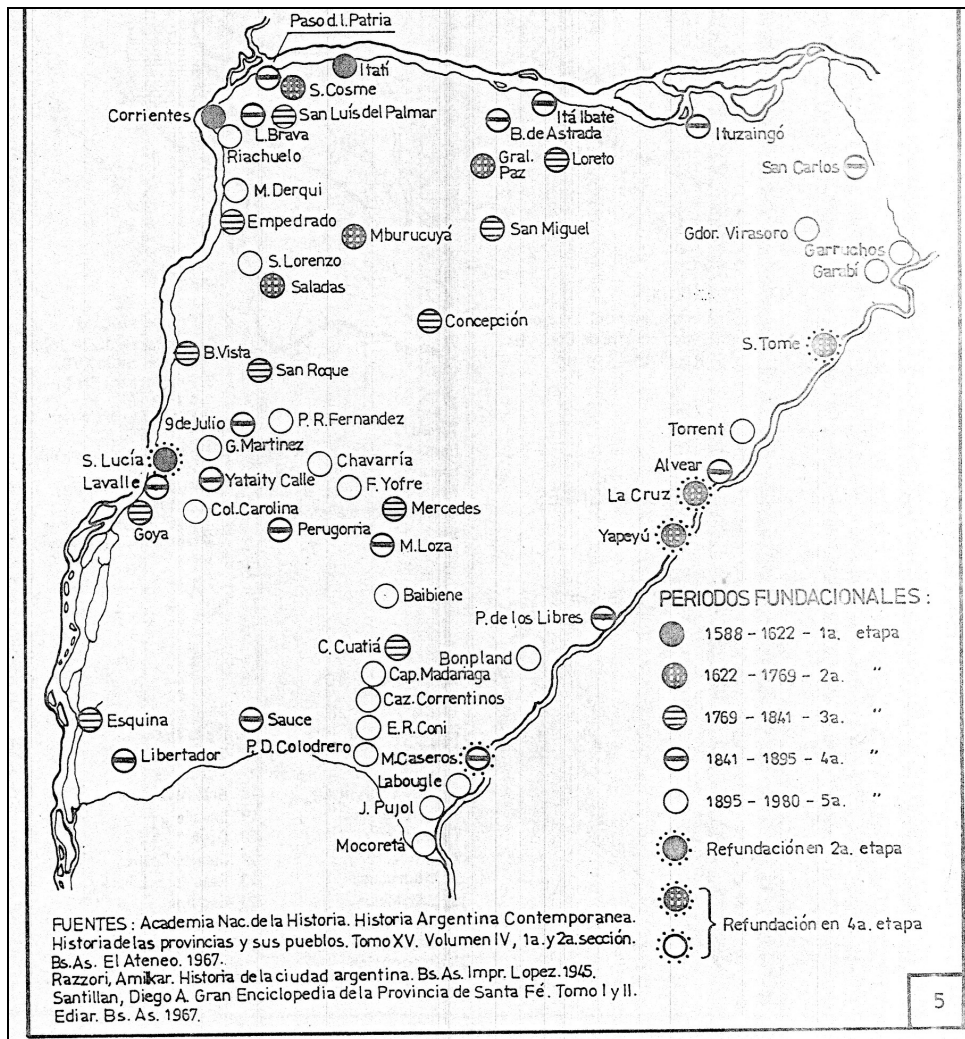 Paso d.l. Patria
Itatí
S. Cosme
Corrientes
L. Brava
San Luís del Palmar
Riachuelo
Itá Ibaté
B. de Astrada
Ituzaingó
Gral. Paz
Loreto
San Carlos
M. Derqui
Empedrado
Mburucuyá
San Miguel
Gdor. Virasoro
Garruchos
Garabí
S. Lorenzo
Saladas
Concepción
S. Tomé
B. Vista
San Roque
9 de Julio
P. R. Fernandez
Torrent
G. Martinez
S. Lucía
Chavarría
Alvear
Lavalle
Yataity Calle
F. Yofre
La Cruz
Goya
Col. Carolina
Mercedes
Perugorria
M. Loza
Yapeyú
Baibiene
P. de los Libres
C. Cuatiá
Bonpland
Cap. Madariaga
Caz. Correntinos
Esquina
Sauce
E. R. Coni
Libertador
P. D. Colodrero
M. Caseros
Labougle
J. Pujol
Mocoretá
PERIODOS FUNDACIONALES :
1588 - 1622 - 1a. etapa
1622 - 1769 - 2a. "
1769 - 1841 - 3a. "
1841 - 1895 - 4a. "
1895 - 1980 - 5a. "
Refundación en 2a. etapa
Refundación en 4a. etapa
FUENTES : Academia Nac. de la Historia. Historia Argentina Contemporanea.
Historia de las provincias y sus pueblos. Tomo XV. Volumen IV, 1a. y 2a. sección.
Bs. As. El Ateneo. 1967.
Razzori, Amilkar. Historia de la ciudad argentina. Bs. As. Impr. Lopez. 1945.
Santillan, Diego A. Gran Enciclopedia de la Provincia de Santa Fé. Tomo I y II.
Ediar. Bs. As. 1967.
5